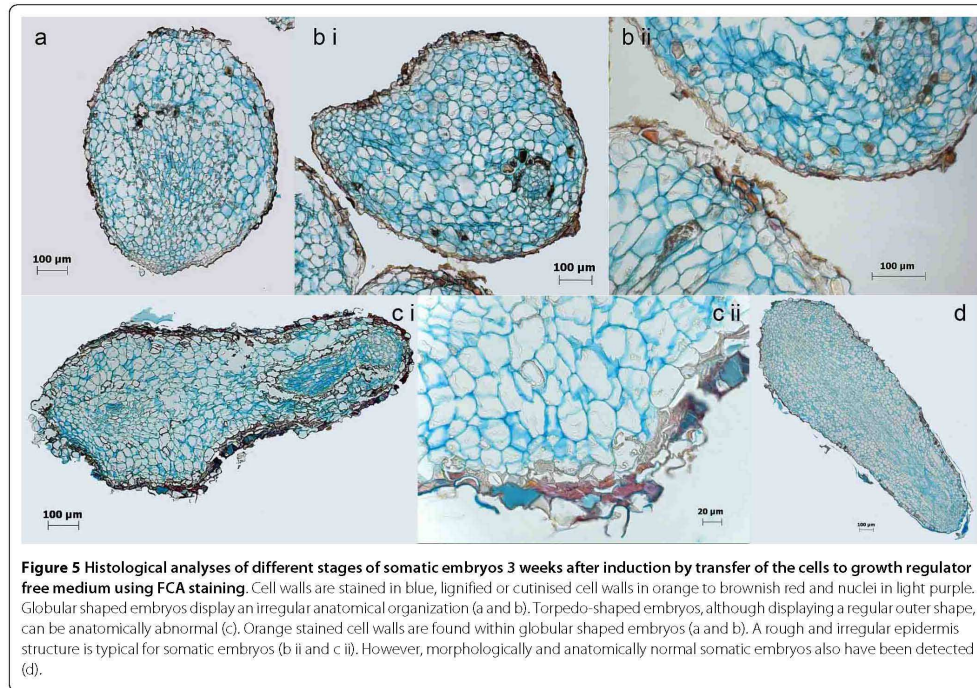 a
b i
b ii
100 µm
100 µm
100 µm
c i
c ii
d
100 µm
20 µm
100 µm
Figure 5 Histological analyses of different stages of somatic embryos 3 weeks after induction by transfer of the cells to growth regulator
free medium using FCA staining. Cell walls are stained in blue, lignified or cutinised cell walls in orange to brownish red and nuclei in light purple.
Globular shaped embryos display an irregular anatomical organization (a and b). Torpedo-shaped embryos, although displaying a regular outer shape,
can be anatomically abnormal (c). Orange stained cell walls are found within globular shaped embryos (a and b). A rough and irregular epidermis
structure is typical for somatic embryos (b ii and c ii). However, morphologically and anatomically normal somatic embryos also have been detected
(d).